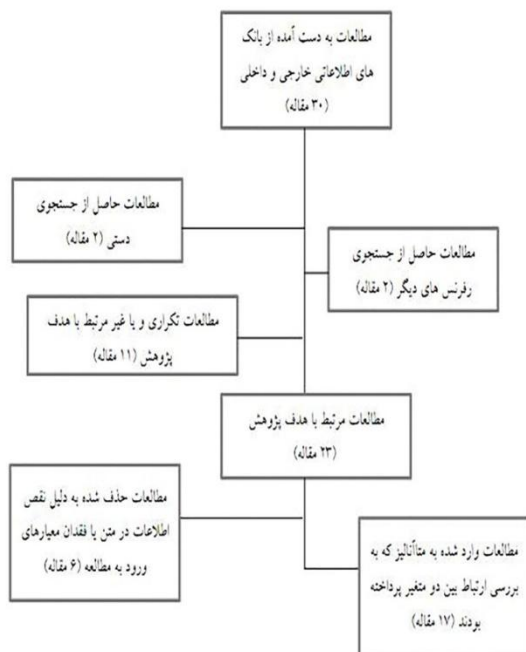 مطالعات به دست آمده از بانک
های اطلاعاتی خارجی و داخلی
(۳۰ مقاله)
مطالعات حاصل از جستجوی
دستی (۲ مقاله)
مطالعات حاصل از جستجوی
رفرنس های دیگر (۲ مقاله)
مطالعات تکراری و یا غیر مرتبط با هدف
پژوهش (۱۱ مقاله)
مطالعات مرتبط با هدف پژوهش
(۲۳ مقاله)
مطالعات حذف شده به دلیل نقص
اطلاعات در متن یا فقدان معیارهای
ورود به مطالعه (۶ مقاله)
مطالعات وارد شده به متاآنالیز که به
بررسی ارتباط بین دو متغیر پرداخته
بودند (۱۷ مقاله)